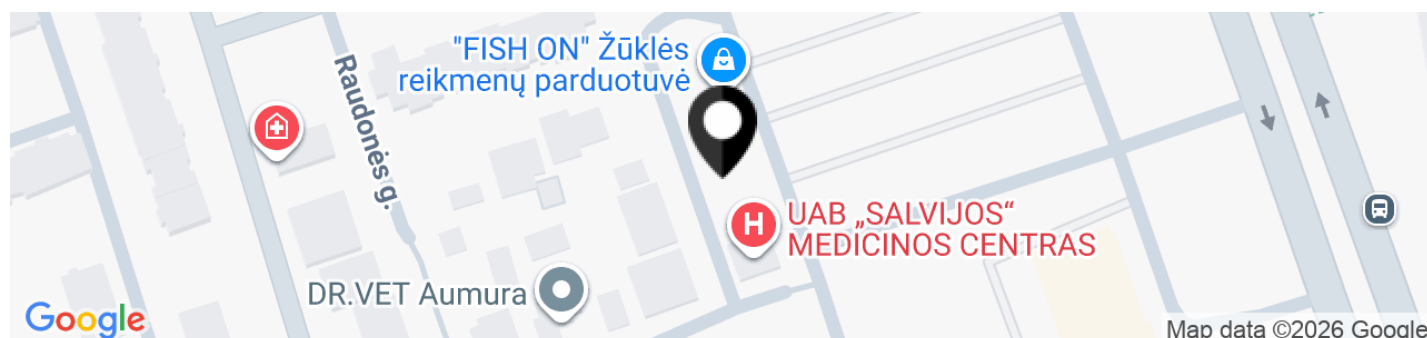 "FISH ON" Žūklės
reikmenų parduotuvė
Raudonės g.
H
UAB „SALVIJOS“
MEDICINOS CENTRAS
DR.VET Aumura
Google
Map data ©2026 Google